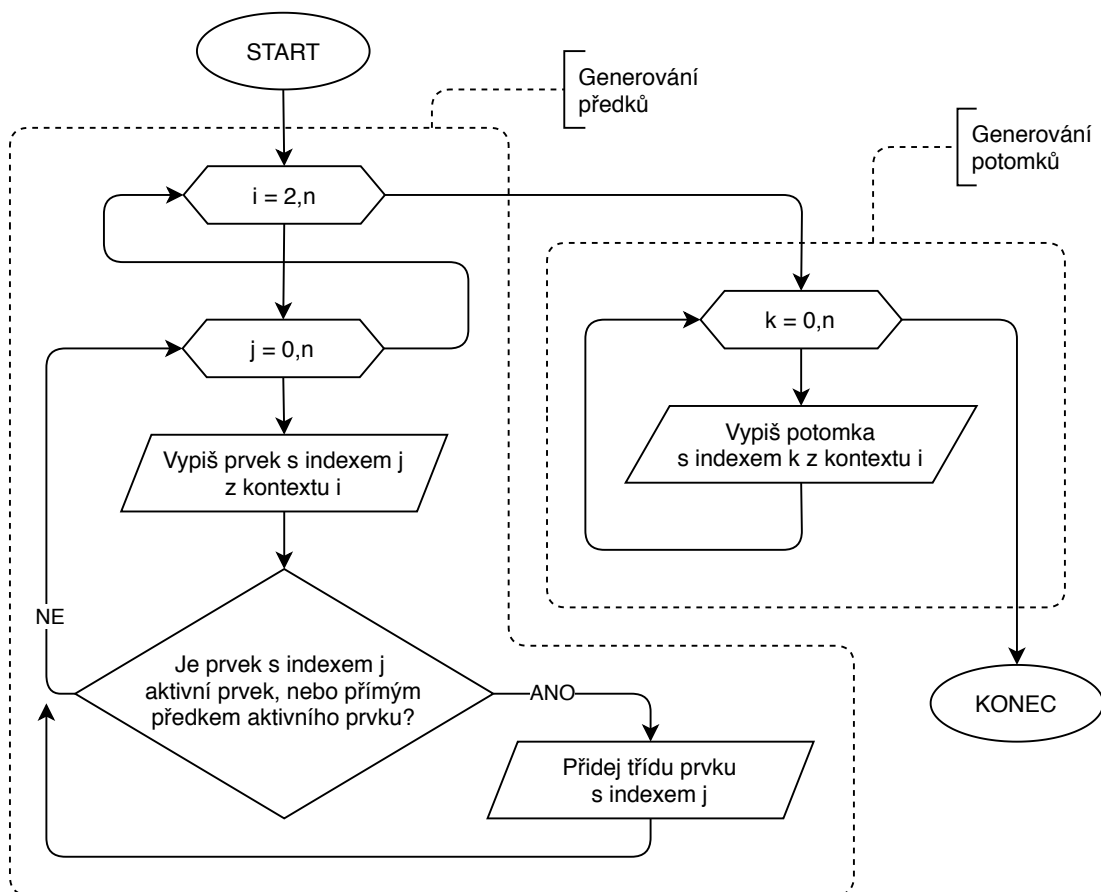 START
Generování
předků
Generování
potomků
i = 2,n
j = 0,n
k = 0,n
Vypiš prvek s indexem j
z kontextu i
Vypiš potomka
s indexem k z kontextu i
NE
Je prvek s indexem j
aktivní prvek, nebo přímým
předkem aktivního prvku?
ANO
KONEC
Přidej třídu prvku
s indexem j